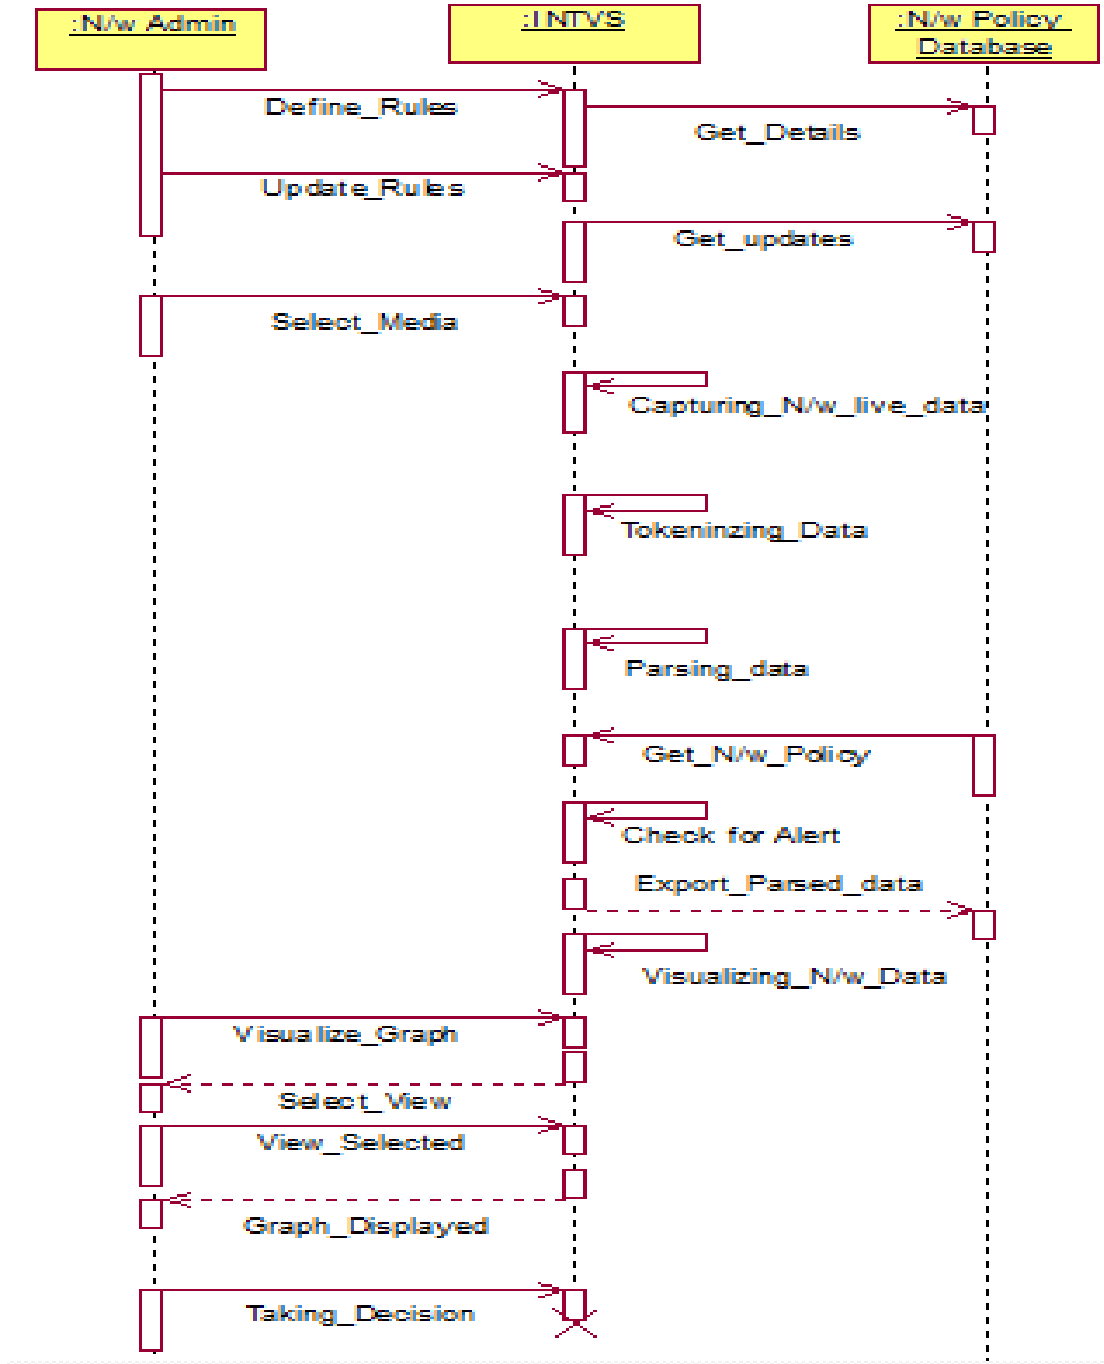 :N/w Admin
:INTVS
:N/w Policy
Database
Define_Rules
Get_Details
Update_Rules
Get_updates
Select_Media
Capturing_N/w_live_data
Tokeninzing_Data
Parsing_data
Get_N/w_Policy
Check for Alert
Export_Parsed_data
Visualizing_N/w_Data
Visualize_Graph
Select_View
View_Selected
Graph_Displayed
Taking_Decision